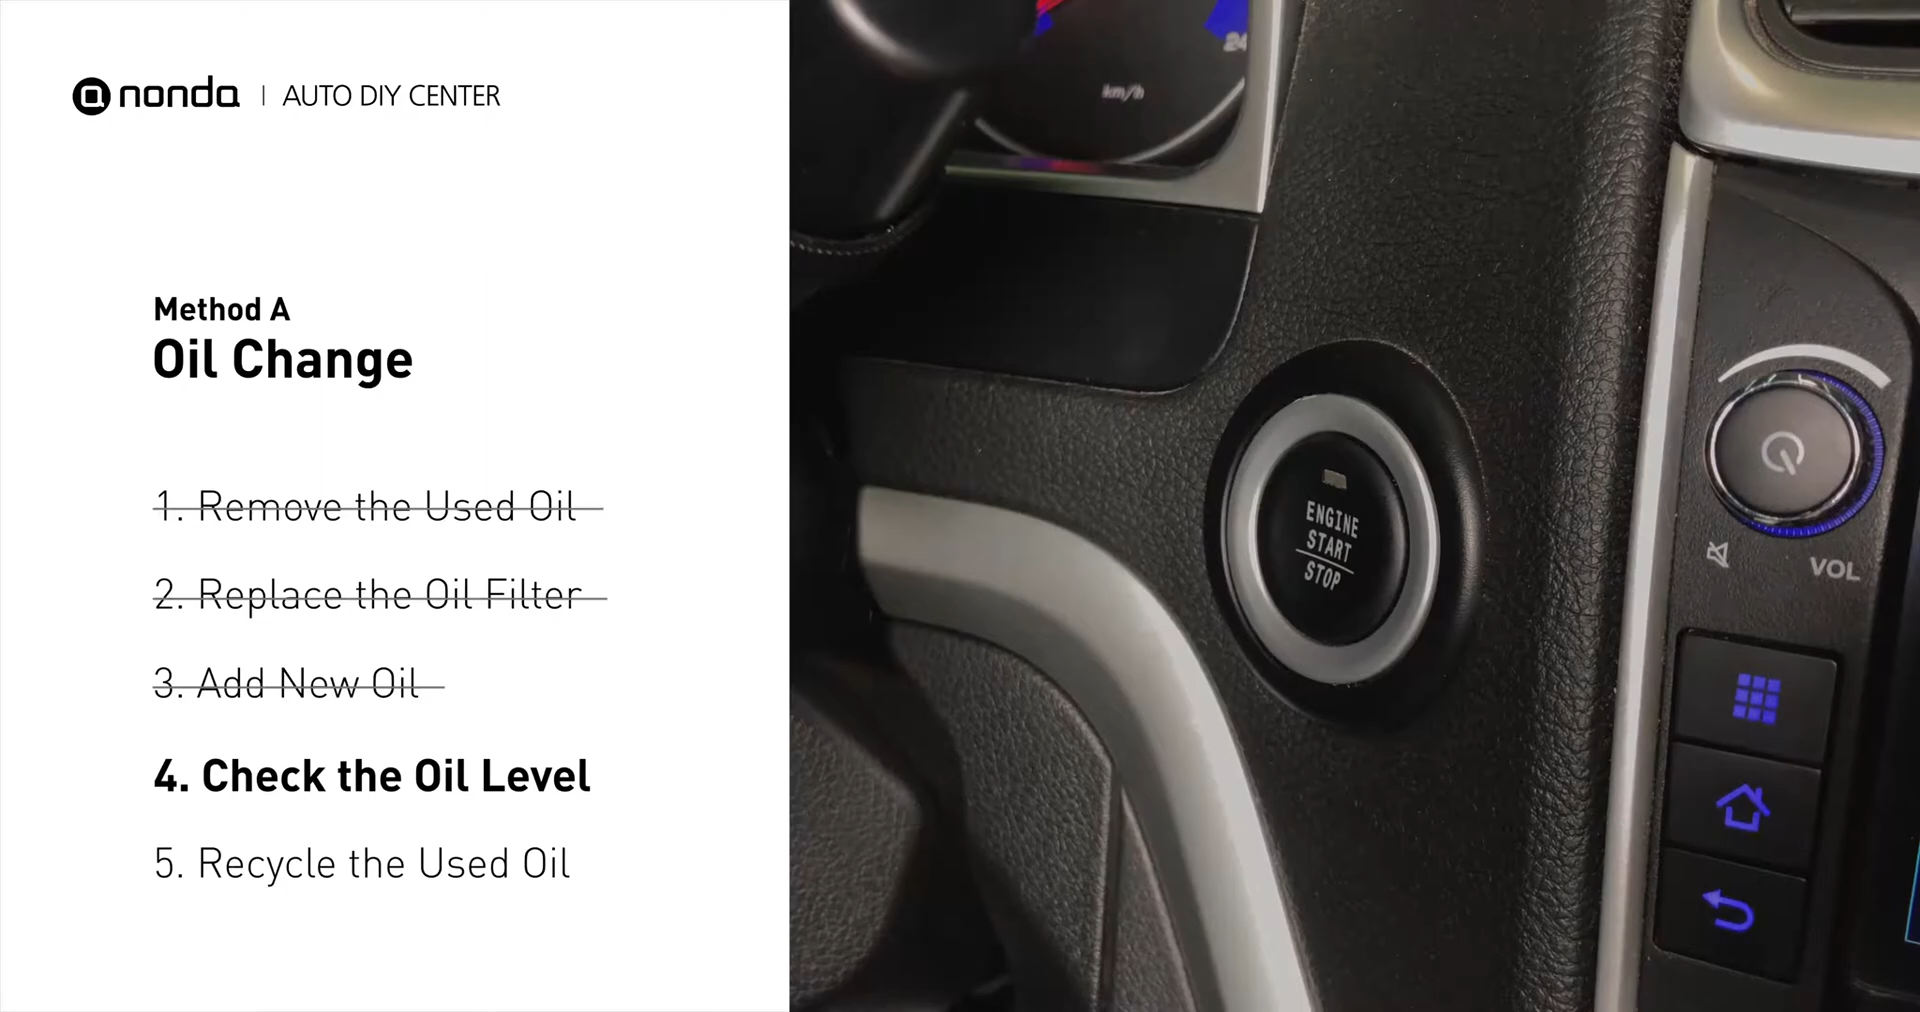 nonda | AUTO DIY CENTER
Method A
Oil Change
1. Remove the Used Oil
2. Replace the Oil Filter
3. Add New Oil
4. Check the Oil Level
5. Recycle the Used Oil
km/h
ENGINE
START
STOP
VOL